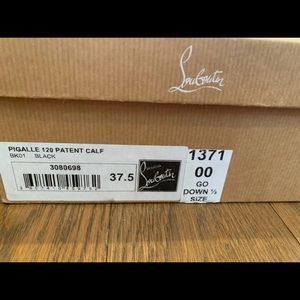 Louboutin
PIGALLE 120 PATENT CALF
BK01 BLACK
3080698
37.5
Louboutin
1371
00
GO
DOWN ½
SIZE